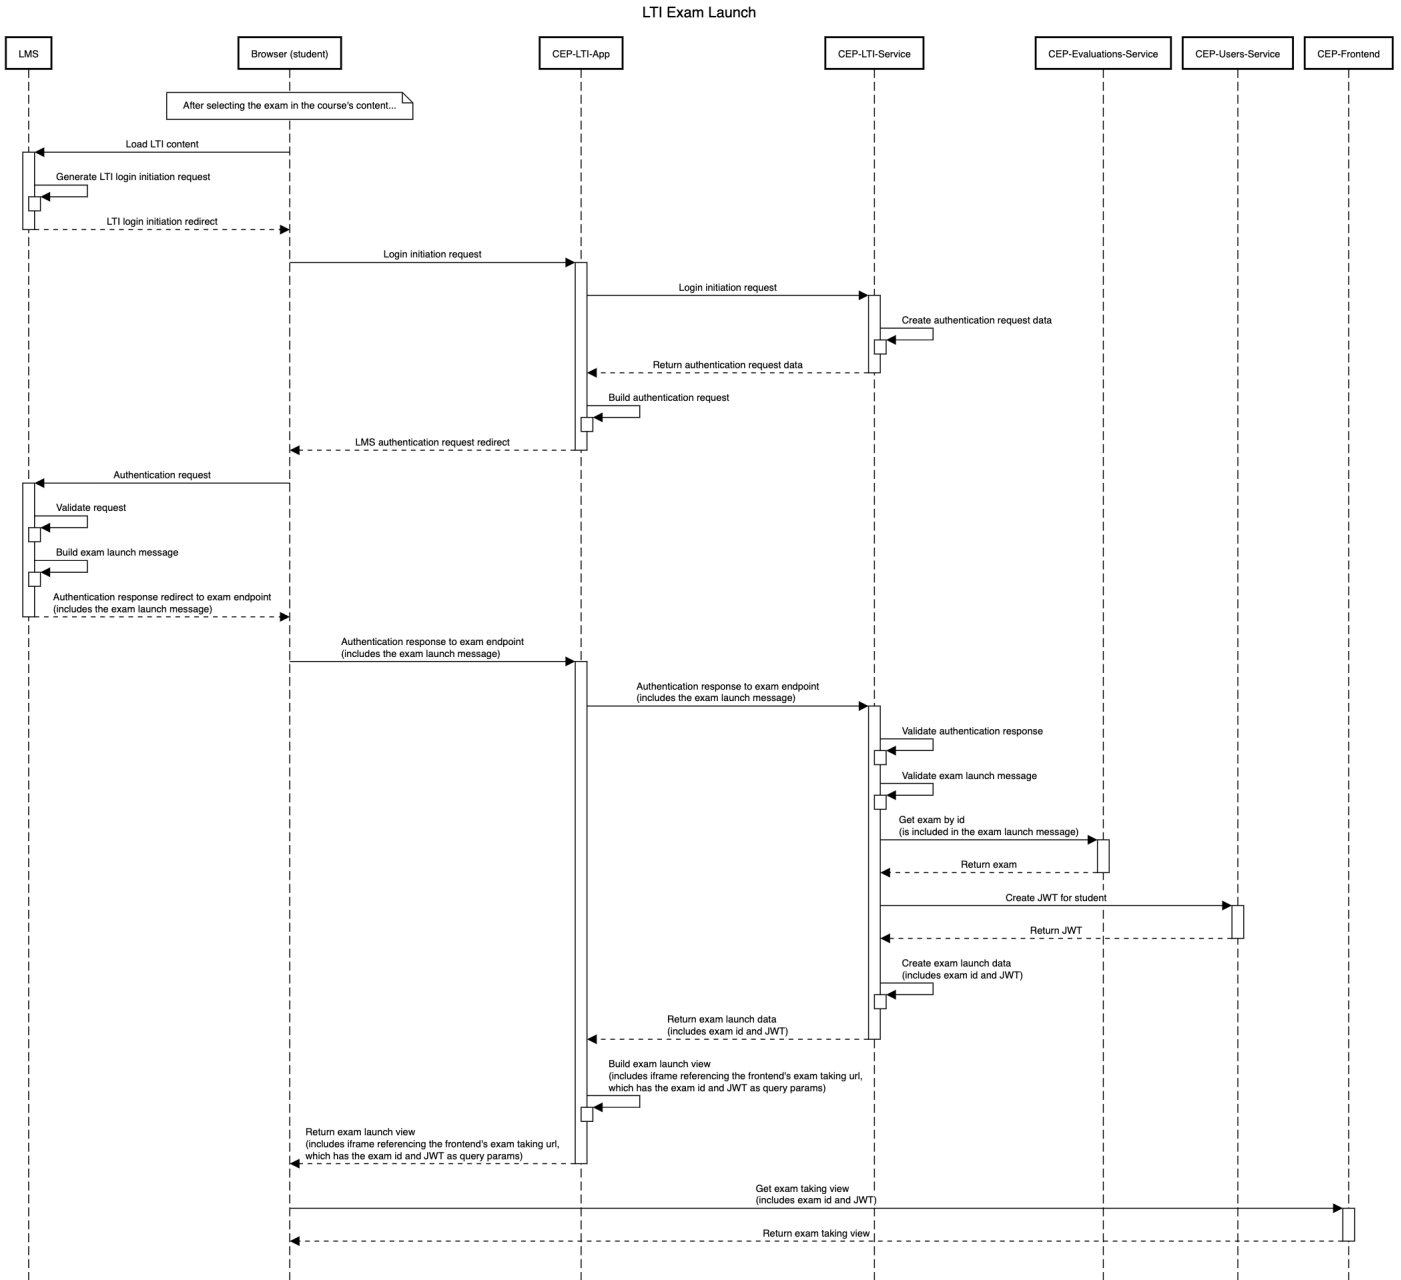 LTI Exam Launch
LMS
Browser (student)
CEP-LTI-App
CEP-LTI-Service
CEP-Evaluations-Service
CEP-Users-Service
CEP-Frontend
After selecting the exam in the course's content...
Load LTI content
Generate LTI login initiation request
LTI login initiation redirect
Login initiation request
Login initiation request
Create authentication request data
Return authentication request data
Build authentication request
LMS authentication request redirect
Authentication request
Validate request
Build exam launch message
Authentication response redirect to exam endpoint
(includes the exam launch message)
Authentication response to exam endpoint
(includes the exam launch message)
Authentication response to exam endpoint
(includes the exam launch message)
Validate authentication response
Validate exam launch message
Get exam by id
(is included in the exam launch message)
Return exam
Create JWT for student
Return JWT
Create exam launch data
(includes exam id and JWT)
Return exam launch data
(includes exam id and JWT)
Build exam launch view
(includes iframe referencing the frontend's exam taking url,
which has the exam id and JWT as query params)
Return exam launch view
(includes iframe referencing the frontend's exam taking url,
which has the exam id and JWT as query params)
Get exam taking view
(includes exam id and JWT)
Return exam taking view